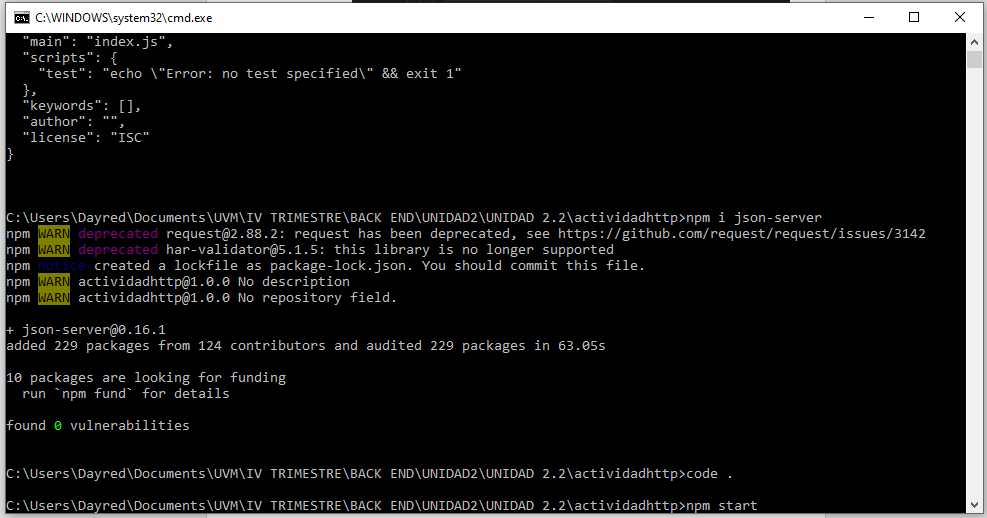 C:\WINDOWS\system32\cmd.exe
"main": "index.js",
"scripts": {
"test": "echo \"Error: no test specified\" && exit 1"
},
"keywords": [],
"author": "",
"license": "ISC"
}
C:\Users\Dayred\Documents\UVM\IV TRIMESTRE\BACK END\UNIDAD2\UNIDAD 2.2\actividadhttp>npm i json-server
npm WARN deprecated request@2.88.2: request has been deprecated, see https://github.com/request/request/issues/3142
npm WARN deprecated har-validator@5.1.5: this library is no longer supported
npm notice created a lockfile as package-lock.json. You should commit this file.
npm WARN actividadhttp@1.0.0 No description
npm WARN actividadhttp@1.0.0 No repository field.
+ json-server@0.16.1
added 229 packages from 124 contributors and audited 229 packages in 63.05s
10 packages are looking for funding
run `npm fund` for details
found 0 vulnerabilities
C:\Users\Dayred\Documents\UVM\IV TRIMESTRE\BACK END\UNIDAD2\UNIDAD 2.2\actividadhttp>code .
C:\Users\Dayred\Documents\UVM\IV TRIMESTRE\BACK END\UNIDAD2\UNIDAD 2.2\actividadhttp>npm start